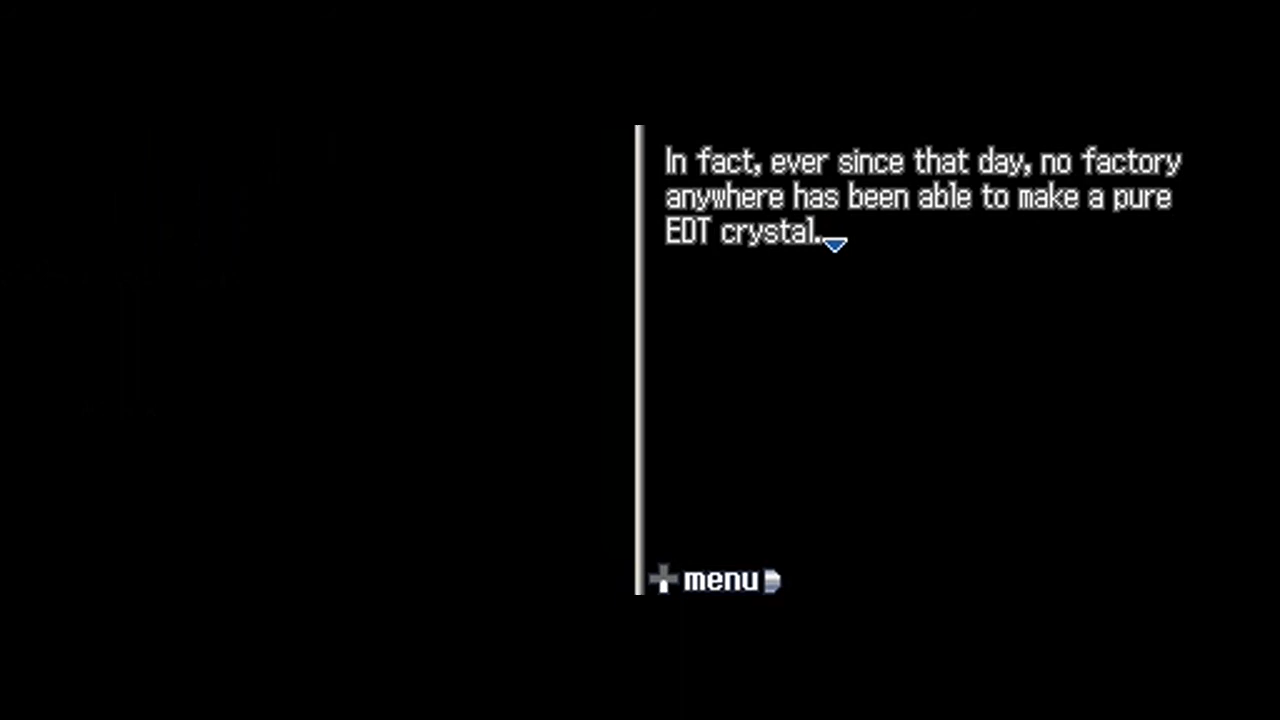 In fact, ever since that day, no factory
anywhere has been able to make a pure
EDT crystal.
menu